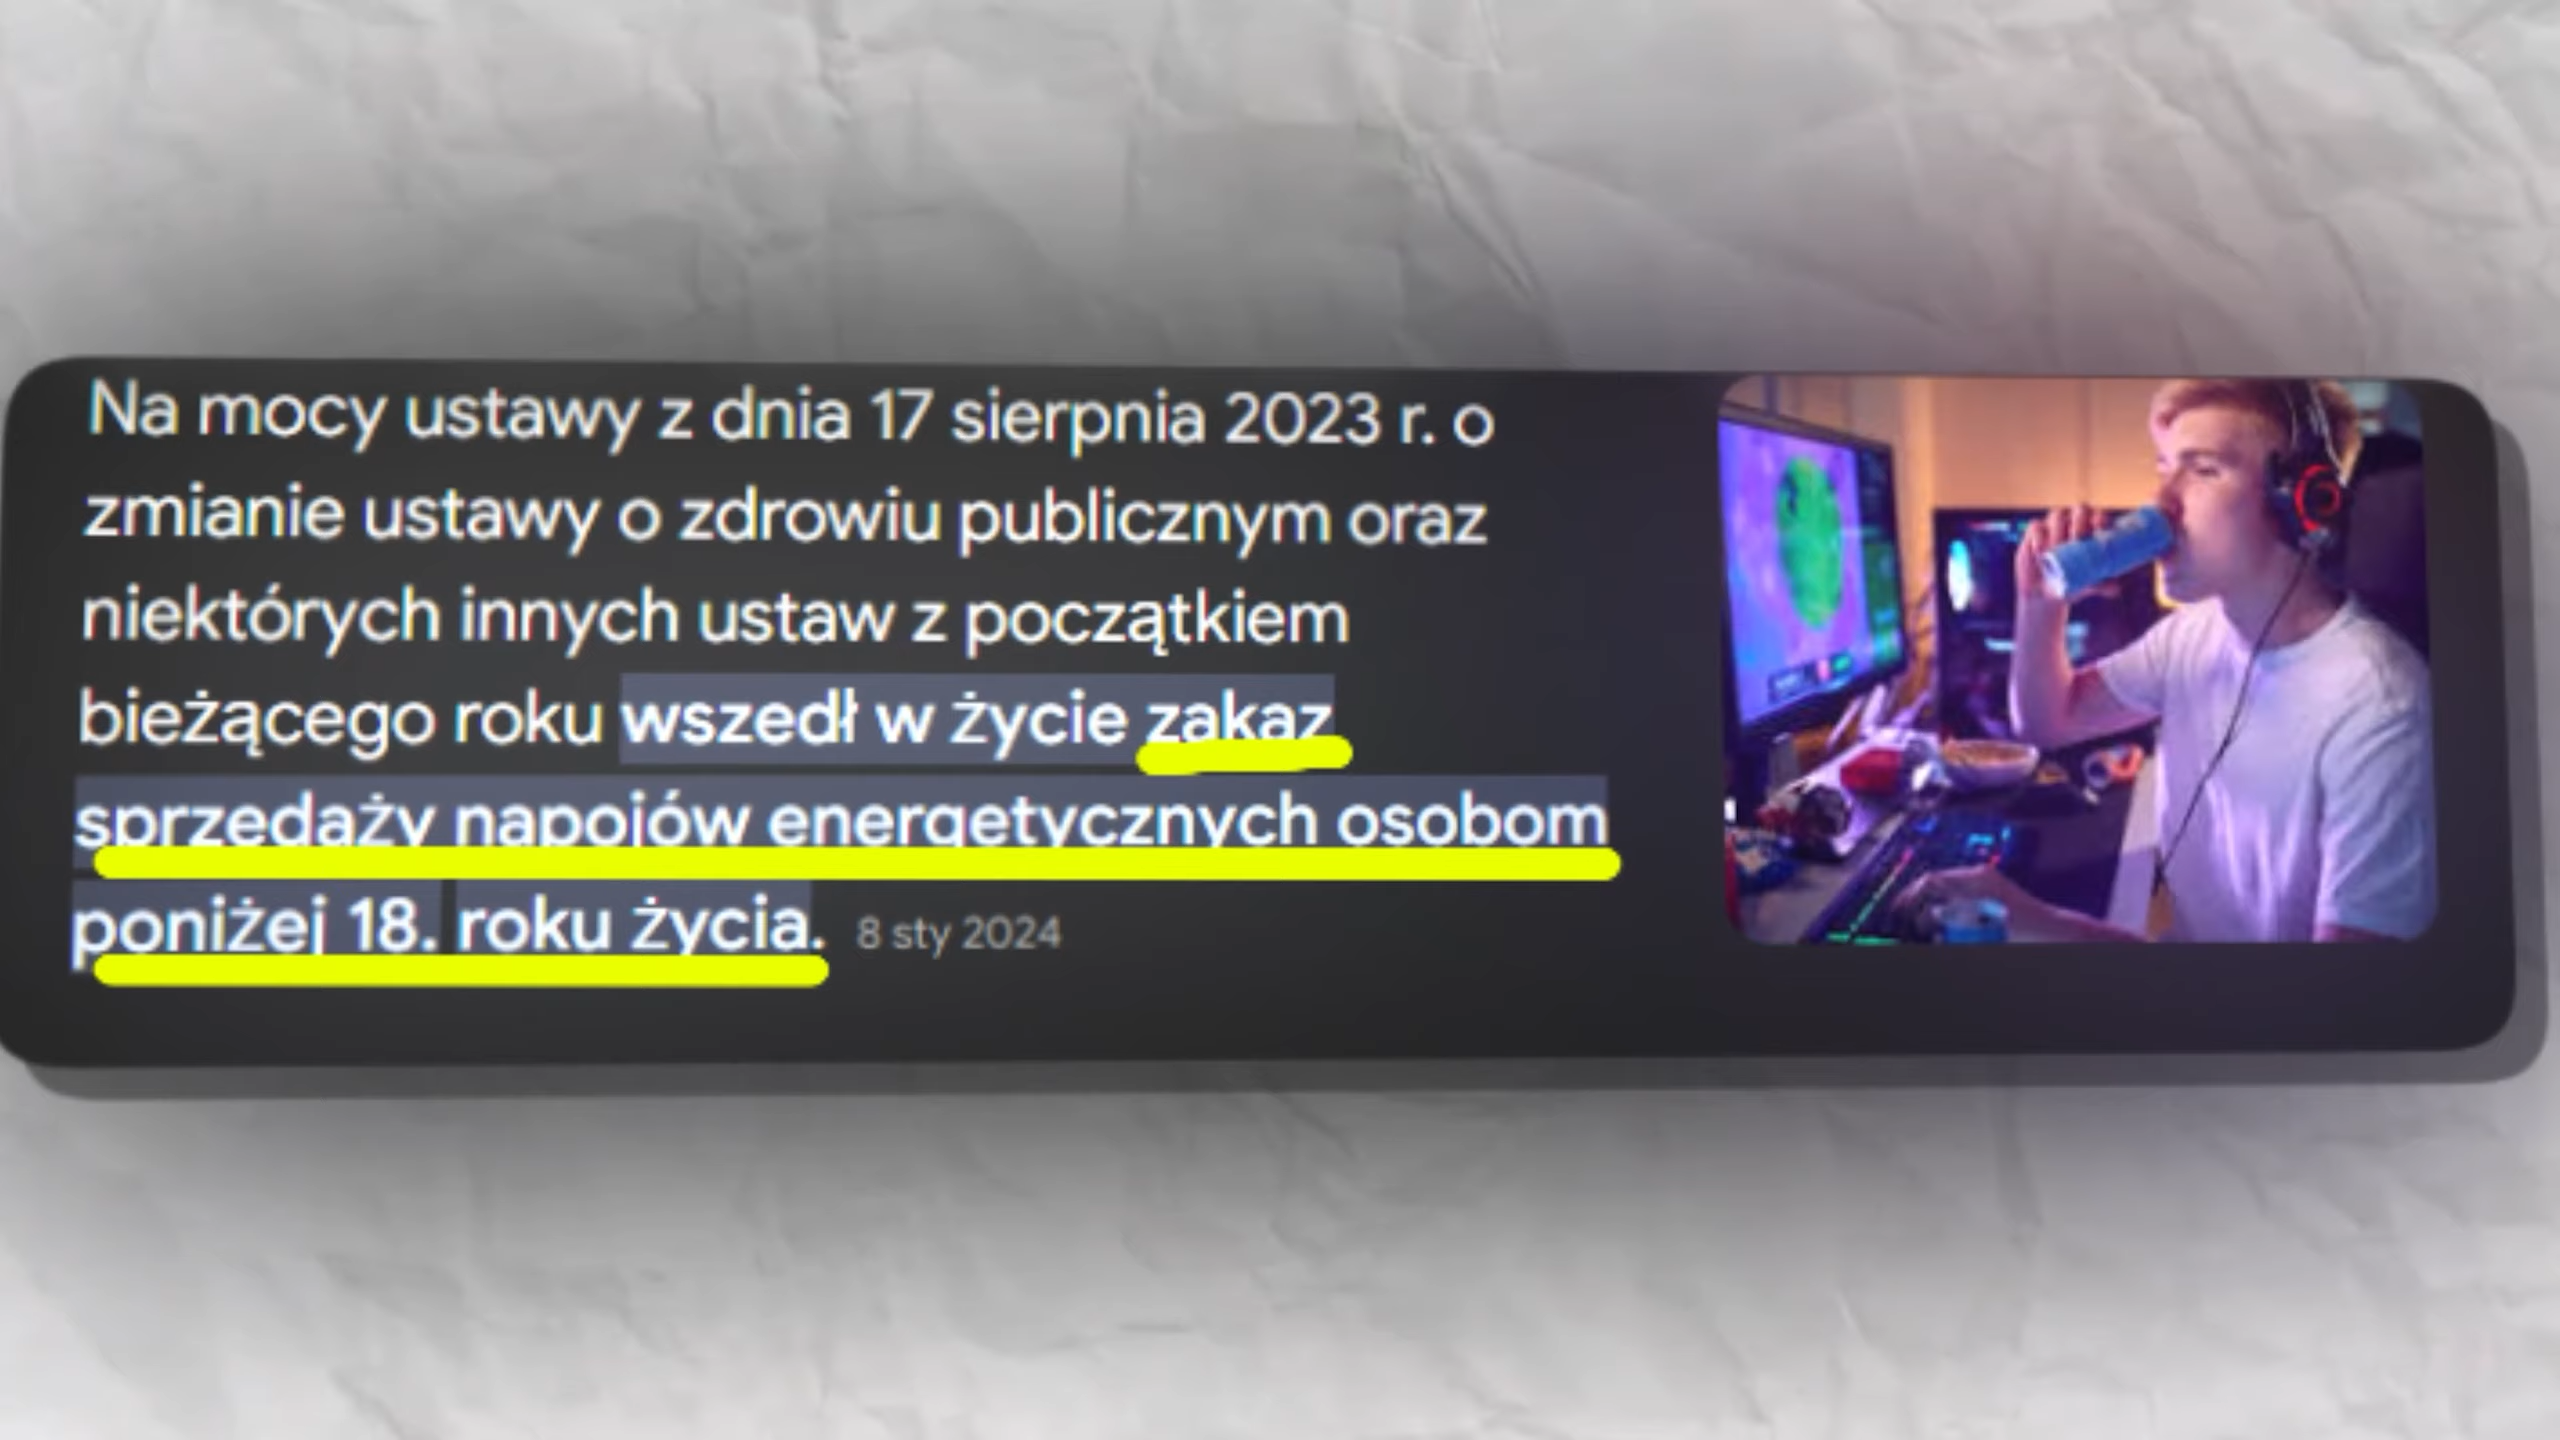 Na mocy ustawy z dnia 17 sierpnia 2023 r. o
zmianie ustawy o zdrowiu publicznym oraz
niektórych innych ustaw z początkiem
bieżącego roku wszedł w życie zakaz
sprzedaży napojów energetycznych osobom
poniżej 18. roku życia. 8 sty 2024